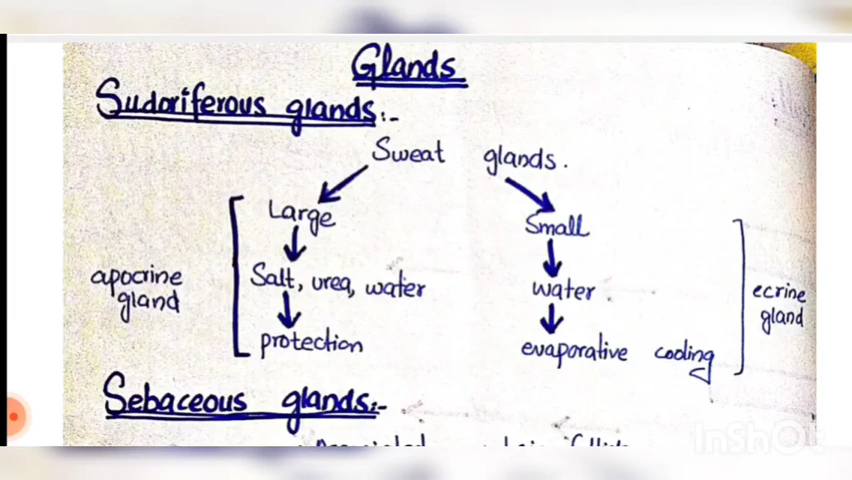 Glands
Sudoriferous glands:-
Sweat glands.
Large Small
apocrine gland
Salt, urea, water
water
ecrine gland
protection
evaporative cooling
Sebaceous glands:-
InShOt